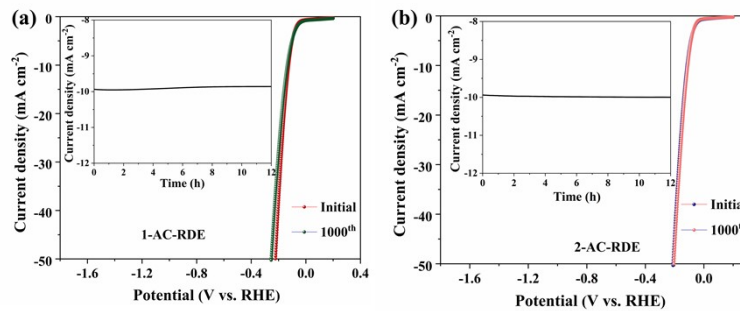 (a)
0
-10
-20
-30
-40
-50
Current density (mA cm⁻²)
-8
-9
-10
-11
-12
Current density (mA cm⁻²)
0 2 4 6 8 10 12
Time (h)
Initial
1000th
1-AC-RDE
-1.6 -1.2 -0.8 -0.4 0.0 0.4
Potential (V vs. RHE)
(b)
0
-10
-20
-30
-40
-50
Current density (mA cm⁻²)
-8
-9
-10
-11
-12
Current density (mA cm⁻²)
0 2 4 6 8 10 12
Time (h)
Initia
1000t
2-AC-RDE
-1.6 -1.2 -0.8 -0.4 0.0
Potential (V vs. RHE)